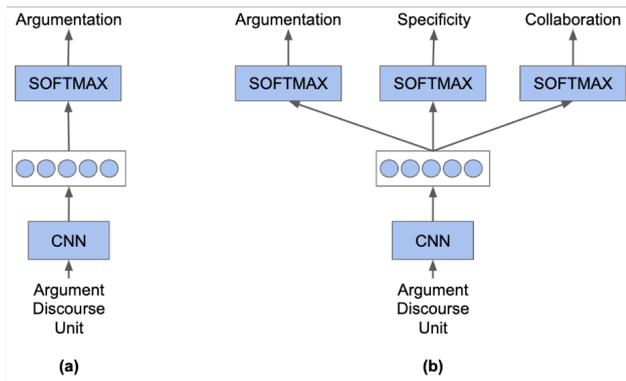 Argumentation
Argumentation
Specificity
Collaboration
SOFTMAX
SOFTMAX
SOFTMAX
SOFTMAX
CNN
CNN
Argument
Discourse
Unit
Argument
Discourse
Unit
(a)
(b)